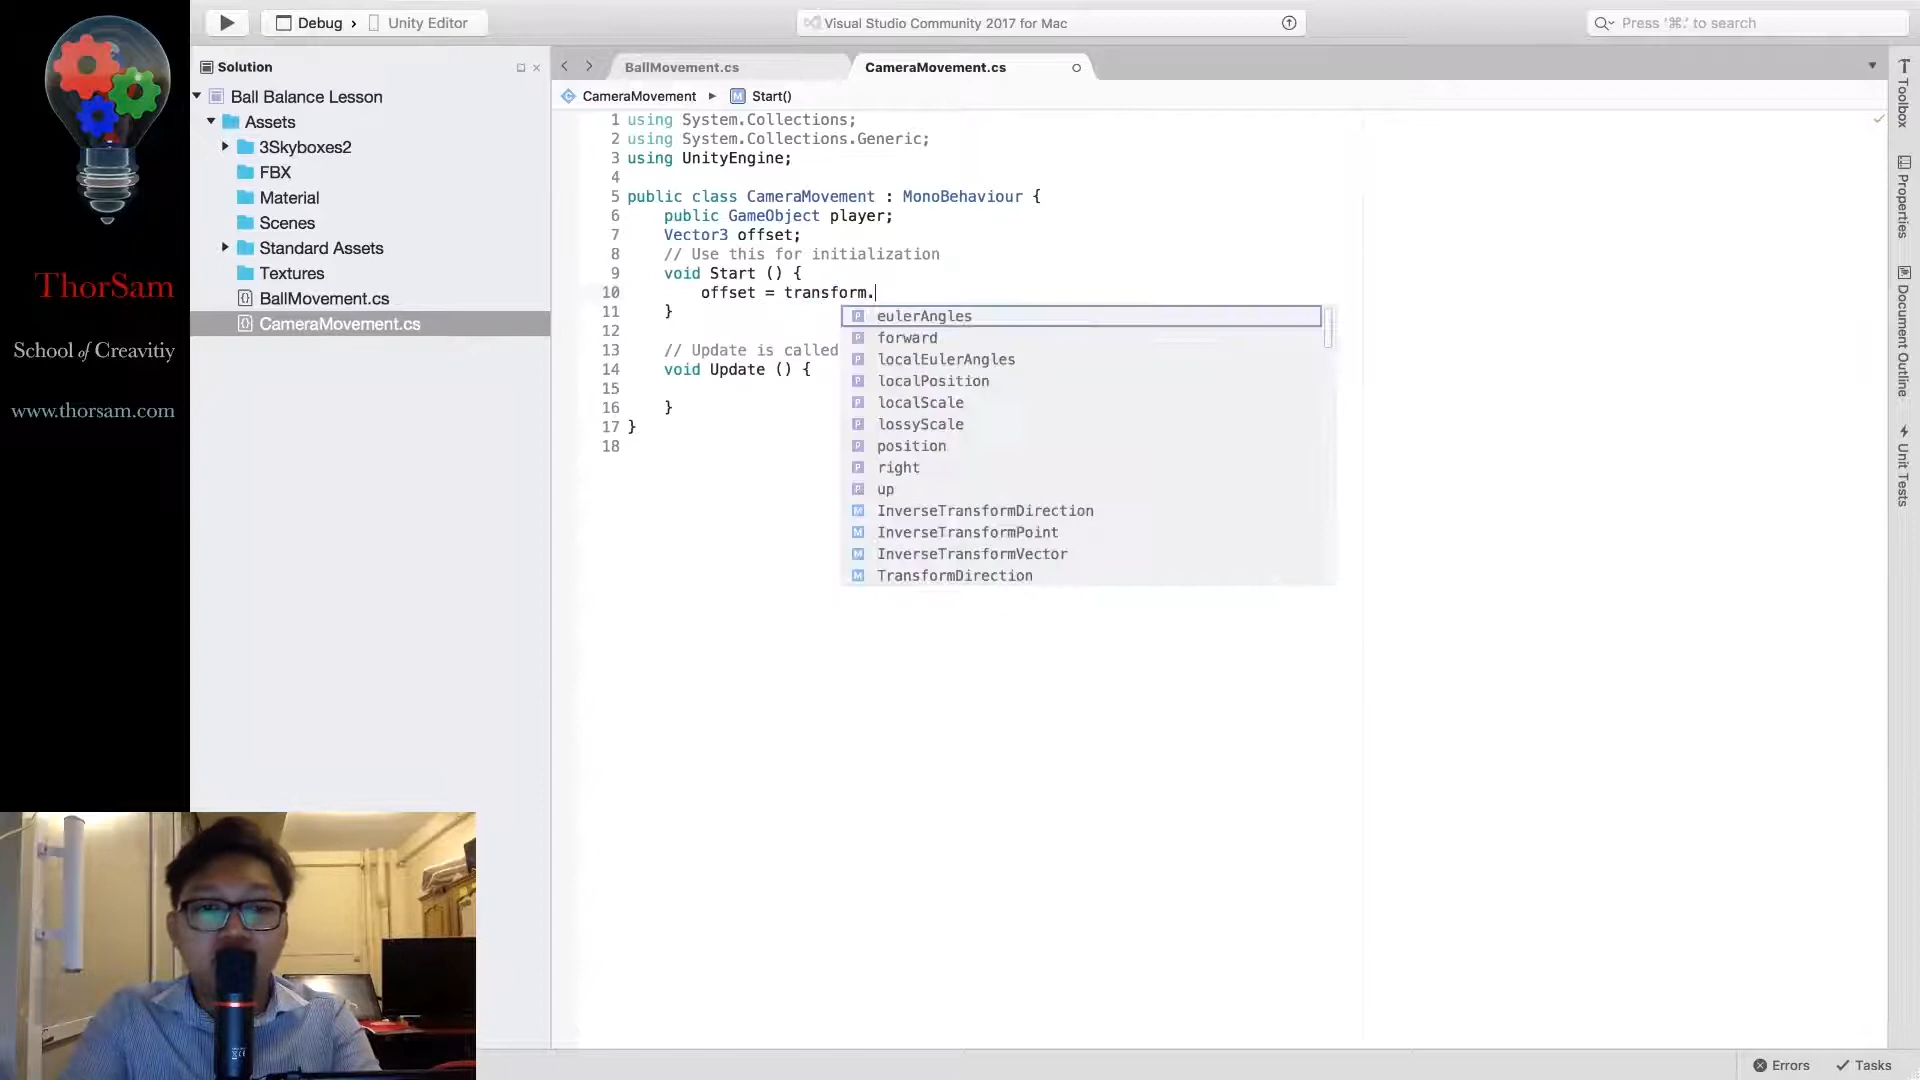 ThorSam
School of Creavitiy
www.thorsam.com
Debug
Unity Editor
Visual Studio Community 2017 for Mac
Press '⌘.' to search
Solution
Ball Balance Lesson
Assets
3Skyboxes2
FBX
Material
Scenes
Standard Assets
Textures
BallMovement.cs
CameraMovement.cs
BallMovement.cs
CameraMovement.cs
CameraMovement
Start()
1 using System.Collections;
2 using System.Collections.Generic;
3 using UnityEngine;
4
5 public class CameraMovement : MonoBehaviour {
6 public GameObject player;
7 Vector3 offset;
8 // Use this for initialization
9 void Start () {
10 offset = transform.
11 }
12
13 // Update is called
14 void Update () {
15
16 }
17 }
18
P eulerAngles
P forward
P localEulerAngles
P localPosition
P localScale
P lossyScale
P position
P right
P up
M InverseTransformDirection
M InverseTransformPoint
M InverseTransformVector
M TransformDirection
Toolbox
Properties
Document Outline
Unit Tests
Errors
Tasks